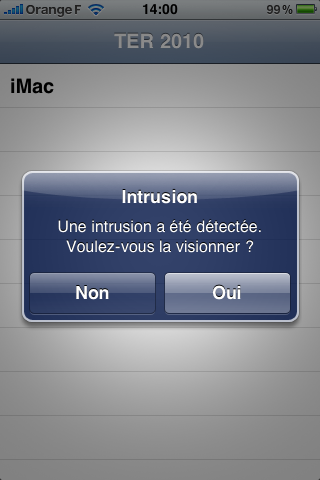 Orange F 14:00 99%
TER 2010
iMac
Intrusion
Une intrusion a été détectée.
Voulez-vous la visionner ?
Non Oui